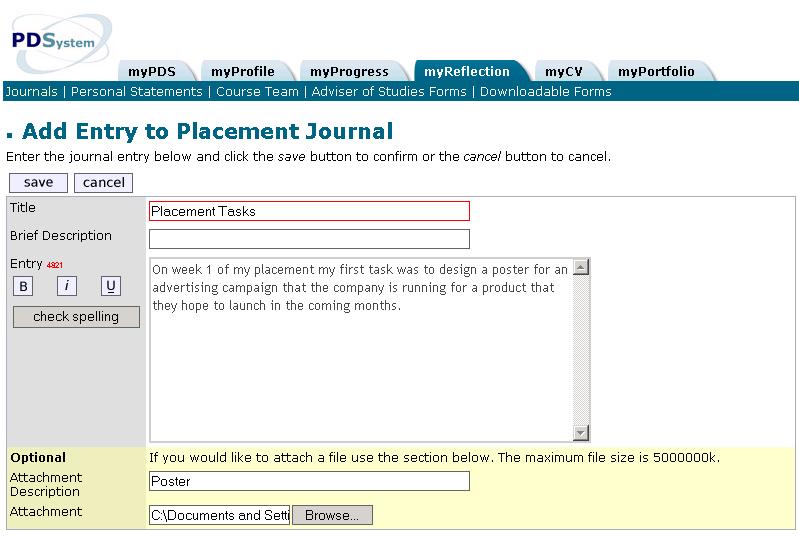 PDSystem
myPDS myProfile myProgress myReflection myCV myPortfolio
Journals | Personal Statements | Course Team | Adviser of Studies Forms | Downloadable Forms
Add Entry to Placement Journal
Enter the journal entry below and click the save button to confirm or the cancel button to cancel.
save cancel
Title Placement Tasks
Brief Description
Entry 4821
B i U
check spelling
On week 1 of my placement my first task was to design a poster for an
advertising campaign that the company is running for a product that
they hope to launch in the coming months.
Optional If you would like to attach a file use the section below. The maximum file size is 5000000k.
Attachment
Description
Poster
Attachment C:\Documents and Setti Browse...